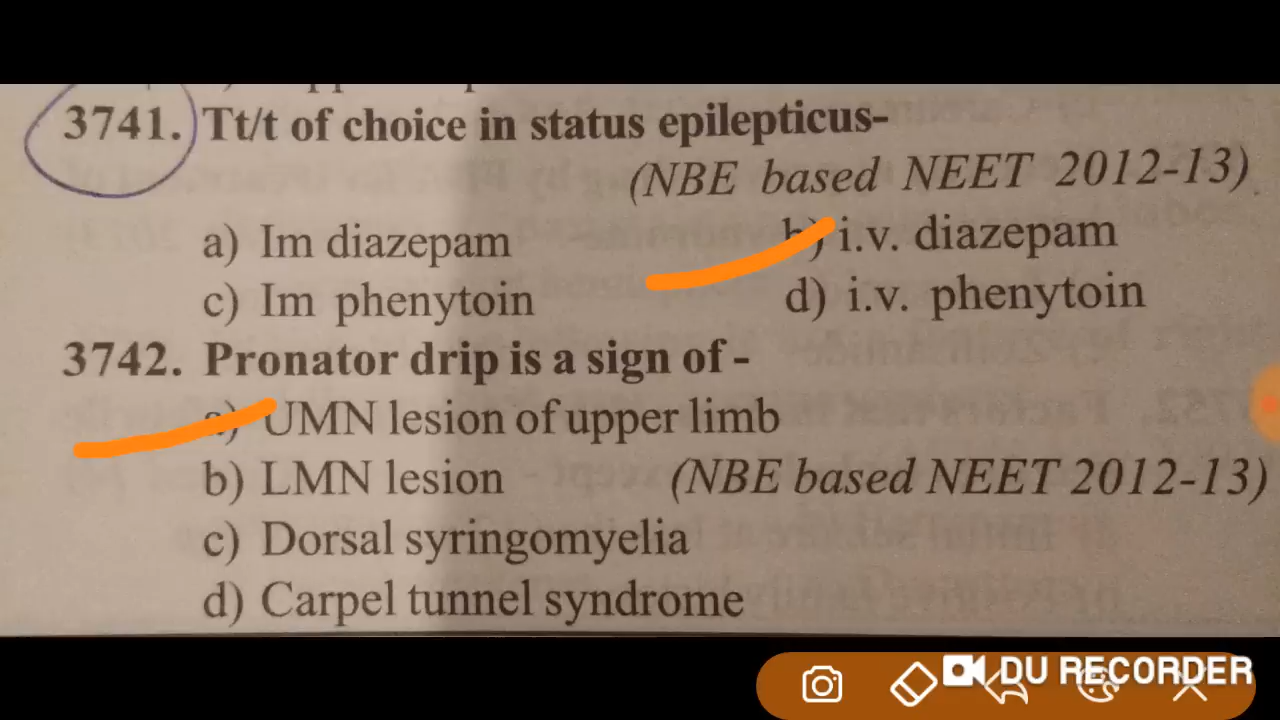 3741. Tt/t of choice in status epilepticus-
(NBE based NEET 2012-13)
a) Im diazepam b) i.v. diazepam
c) Im phenytoin d) i.v. phenytoin
3742. Pronator drip is a sign of -
a) UMN lesion of upper limb
b) LMN lesion (NBE based NEET 2012-13)
c) Dorsal syringomyelia
d) Carpel tunnel syndrome
DU RECORDER